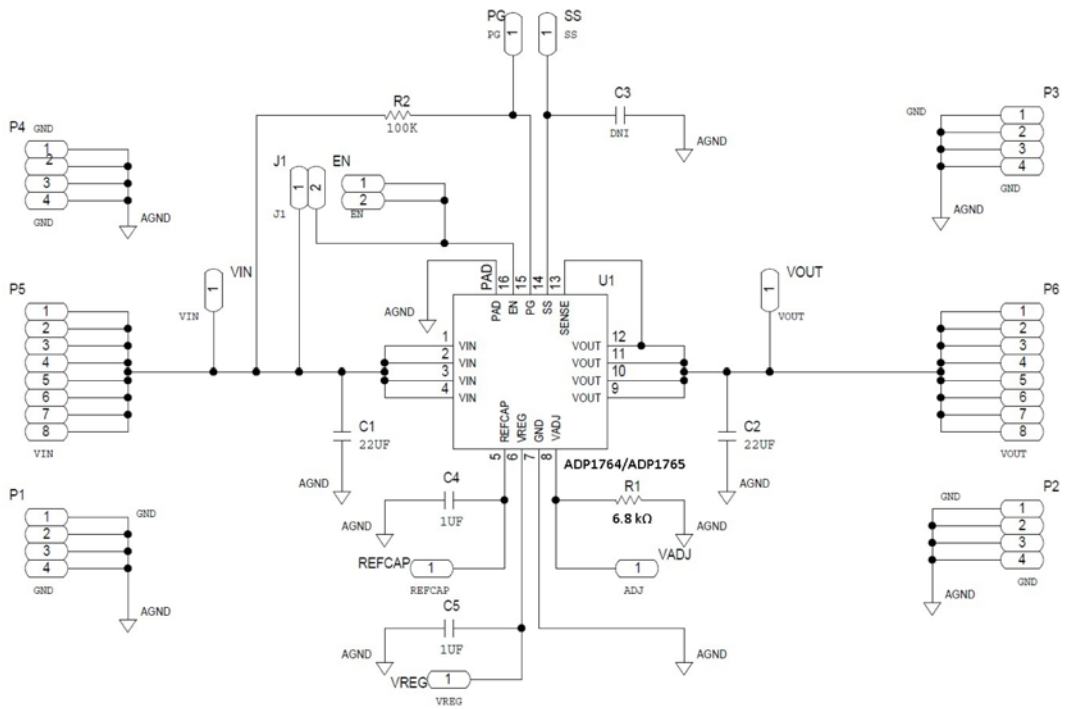 PG
PG
1
SS
SS
1
R2
100K
C3
DNI
AGND
P4
GND
1
2
3
4
GND
AGND
P3
GND
1
2
3
4
GND
AGND
J1
1
2
J1
EN
1
2
EN
VIN
1
VIN
P5
1
2
3
4
5
6
7
8
VIN
AGND
PAD
16
15
14
13
U1
PAD
EN
PG
SS
SENSE
1
2
3
4
VIN
VIN
VIN
VIN
VOUT
VOUT
VOUT
VOUT
12
11
10
9
REFCAP
VREG
GND
VADJ
5
6
7
8
ADP1764/ADP1765
VOUT
1
VOUT
P6
1
2
3
4
5
6
7
8
VOUT
C1
22UF
AGND
C2
22UF
AGND
C4
1UF
AGND
R1
6.8 kΩ
AGND
REFCAP
1
REFCAP
VADJ
1
ADJ
C5
1UF
AGND
AGND
VREG
1
VREG
P1
1
2
3
4
GND
GND
AGND
P2
GND
1
2
3
4
GND
AGND